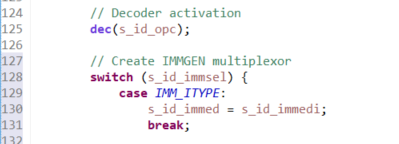 124 // Decoder activation
125 dec(s_id_opc);
126
127 // Create IMMGEN multiplexor
128 switch (s_id_immsel) {
129 case IMM_ITYPE:
130 s_id_immed = s_id_immedi;
131 break;
132